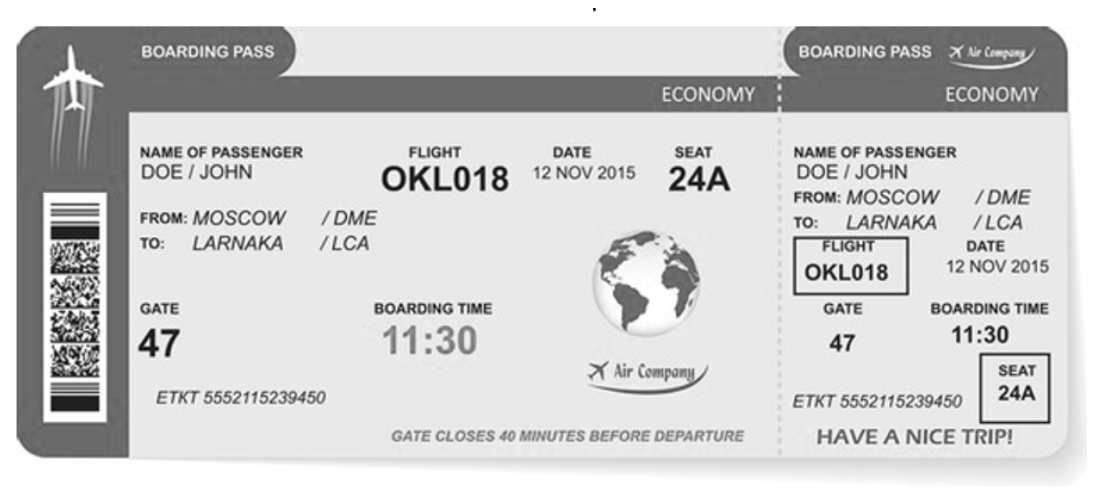 BOARDING PASS
ECONOMY
NAME OF PASSENGER
DOE / JOHN
FLIGHT
OKL018
DATE
12 NOV 2015
SEAT
24A
FROM: MOSCOW / DME
TO: LARNAKA / LCA
GATE
47
BOARDING TIME
11:30
Air Company
ETKT 5552115239450
GATE CLOSES 40 MINUTES BEFORE DEPARTURE
BOARDING PASS Air Company
ECONOMY
NAME OF PASSENGER
DOE / JOHN
FROM: MOSCOW / DME
TO: LARNAKA / LCA
FLIGHT
OKL018
DATE
12 NOV 2015
GATE
47
BOARDING TIME
11:30
SEAT
24A
ETKT 5552115239450
HAVE A NICE TRIP!